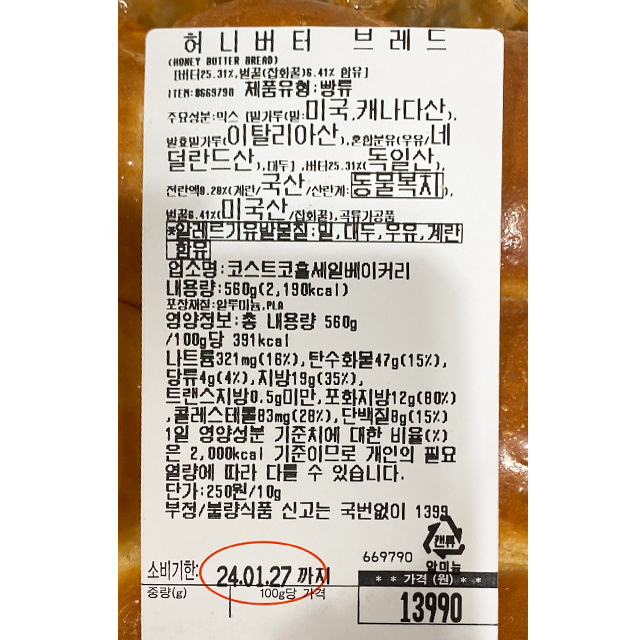 허니버터 브레드
(HONEY BUTTER BREAD)
[버터25.31%,벌꿀(잡화꿀)6.41% 함유]
ITEM:#669790 제품유형:빵류
주요성분:믹스 [밀가루(밀:미국,캐나다산),
발효밀가루(이탈리아산),혼합분유(우유/네
덜란드산),대두] ,버터25.31%(독일산),
전란액9.29%(계란/국산/산란계:동물복지),
벌꿀6.41%(미국산/잡화꿀),곡류가공품
*알레르기유발물질:밀,대두,우유,계란
함유
업소명:코스트코홀세일베이커리
내용량:560g(2,190kcal)
포장재질:알루미늄,PLA
영양정보:총 내용량 560g
/100g당 391kcal
나트륨321mg(16%),탄수화물47g(15%),
당류4g(4%),지방19g(35%),
트랜스지방0.5g미만,포화지방12g(80%)
,콜레스테롤83mg(28%),단백질8g(15%)
1일 영양성분 기준치에 대한 비율(%)
은 2,000kcal 기준이므로 개인의 필요
열량에 따라 다를 수 있습니다.
단가:250원/10g
부정/불량식품 신고는 국번없이 1399
캔류
알미늄
669790
소비기한: 24.01.27 까지
중량(g) 100g당 가격
* * 가격 (원) * *
13990